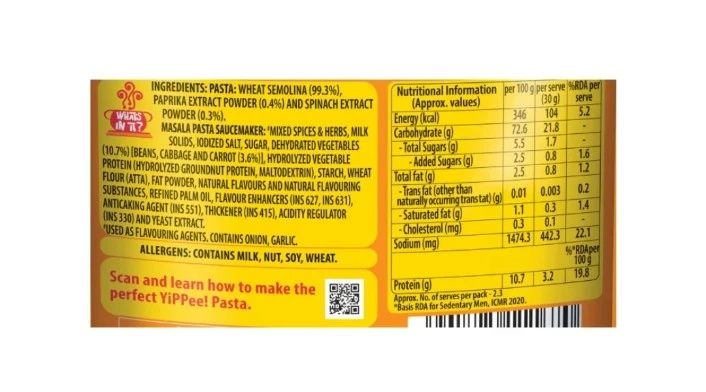 WHATS
IN IT?
INGREDIENTS: PASTA: WHEAT SEMOLINA (99.3%),
PAPRIKA EXTRACT POWDER (0.4%) AND SPINACH EXTRACT
POWDER (0.3%).
MASALA PASTA SAUCEMAKER: #MIXED SPICES & HERBS, MILK
SOLIDS, IODIZED SALT, SUGAR, DEHYDRATED VEGETABLES
(10.7%) [BEANS, CABBAGE AND CARROT (3.6%)], HYDROLYZED VEGETABLE
PROTEIN (HYDROLYZED GROUNDNUT PROTEIN, MALTODEXTRIN), STARCH, WHEAT
FLOUR (ATTA), FAT POWDER, NATURAL FLAVOURS AND NATURAL FLAVOURING
SUBSTANCES, REFINED PALM OIL, FLAVOUR ENHANCERS (INS 627, INS 631),
ANTICAKING AGENT (INS 551), THICKENER (INS 415), ACIDITY REGULATOR
(INS 330) AND YEAST EXTRACT.
#USED AS FLAVOURING AGENTS. CONTAINS ONION, GARLIC.
ALLERGENS: CONTAINS MILK, NUT, SOY, WHEAT.
Scan and learn how to make the
perfect YiPPee! Pasta.
Nutritional Information per 100 g per serve %RDA per
(Approx. values) (30 g) serve
Energy (kcal) 346 104 5.2
Carbohydrate (g) 72.6 21.8 -
-Total Sugars (g) 5.5 1.7 -
- Added Sugars (g) 2.5 0.8 1.6
Total fat (g) 2.5 0.8 1.2
-Trans fat (other than
naturally occurring trans fat) (g) 0.01 0.003 0.2
- Saturated fat (g) 1.1 0.3 1.4
- Cholesterol (mg) 0.3 0.1 -
Sodium (mg) 1474.3 442.3 22.1
%*RDA per
100 g
Protein (g) 10.7 3.2 19.8
Approx. No. of serves per pack - 2.3
*Basis RDA for Sedentary Men, ICMR 2020.